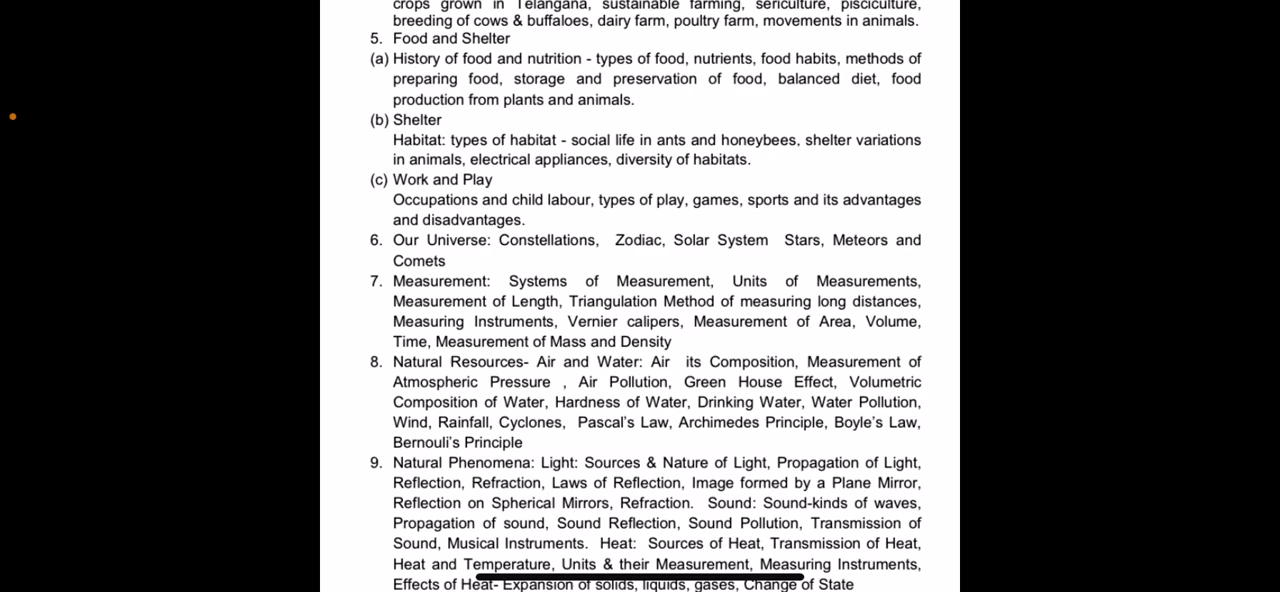 crops grown in Telangana, sustainable farming, sericulture, pisciculture,
breeding of cows & buffaloes, dairy farm, poultry farm, movements in animals.
5. Food and Shelter
(a) History of food and nutrition - types of food, nutrients, food habits, methods of
preparing food, storage and preservation of food, balanced diet, food
production from plants and animals.
(b) Shelter
Habitat: types of habitat - social life in ants and honeybees, shelter variations
in animals, electrical appliances, diversity of habitats.
(c) Work and Play
Occupations and child labour, types of play, games, sports and its advantages
and disadvantages.
6. Our Universe: Constellations, Zodiac, Solar System Stars, Meteors and
Comets
7. Measurement: Systems of Measurement, Units of Measurements,
Measurement of Length, Triangulation Method of measuring long distances,
Measuring Instruments, Vernier calipers, Measurement of Area, Volume,
Time, Measurement of Mass and Density
8. Natural Resources- Air and Water: Air its Composition, Measurement of
Atmospheric Pressure , Air Pollution, Green House Effect, Volumetric
Composition of Water, Hardness of Water, Drinking Water, Water Pollution,
Wind, Rainfall, Cyclones, Pascal's Law, Archimedes Principle, Boyle's Law,
Bernouli's Principle
9. Natural Phenomena: Light: Sources & Nature of Light, Propagation of Light,
Reflection, Refraction, Laws of Reflection, Image formed by a Plane Mirror,
Reflection on Spherical Mirrors, Refraction. Sound: Sound-kinds of waves,
Propagation of sound, Sound Reflection, Sound Pollution, Transmission of
Sound, Musical Instruments. Heat: Sources of Heat, Transmission of Heat,
Heat and Temperature, Units & their Measurement, Measuring Instruments,
Effects of Heat- Expansion of solids, liquids, gases, Change of State